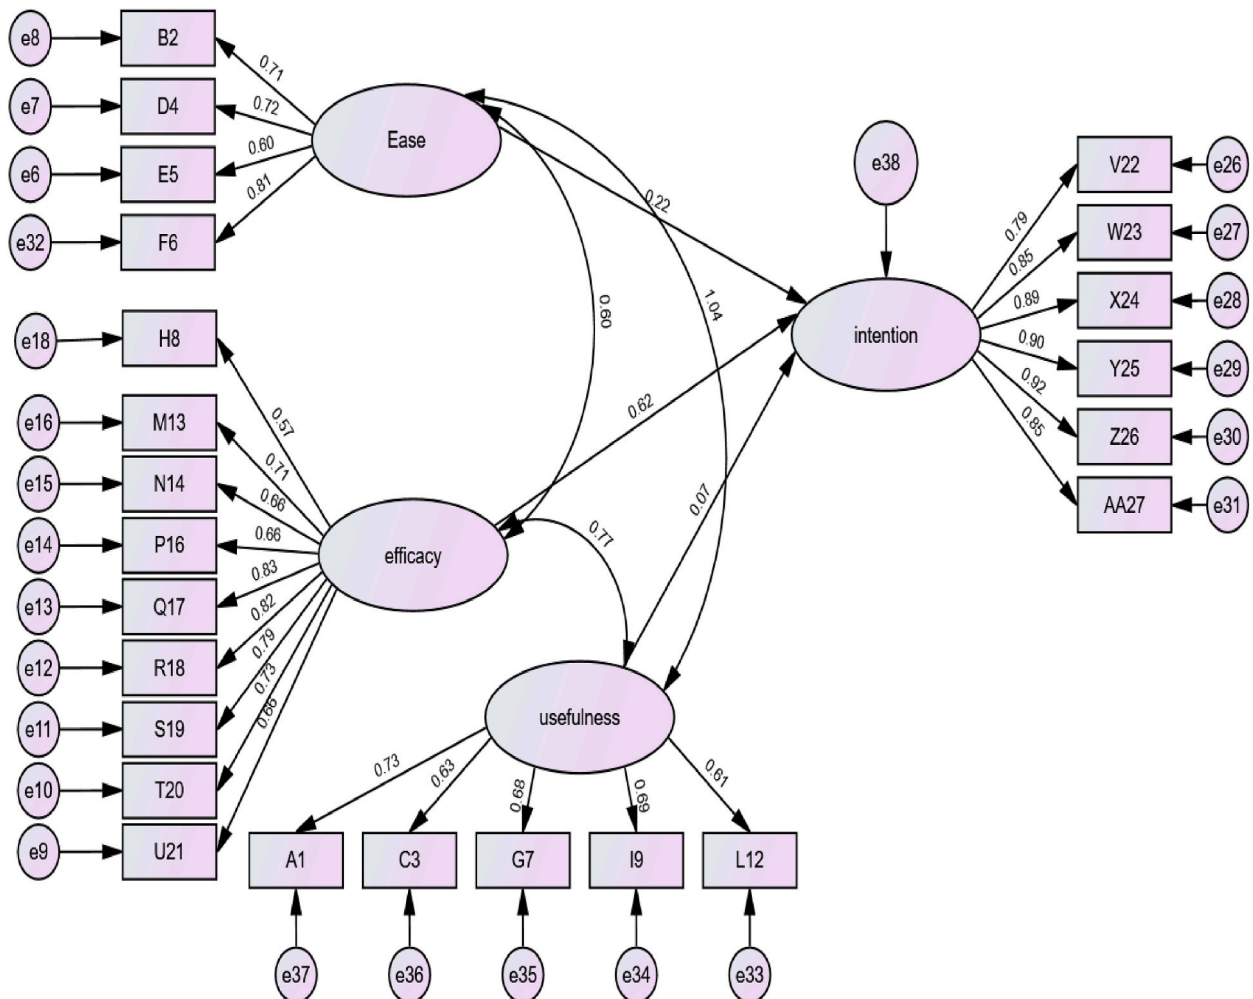 e8 B2
0.71
e7 D4
0.72
e6 E5
0.60
e32 F6
0.81
Ease
e38
0.22
0.60
1.04
intention
V22 e26
0.79
W23 e27
0.85
X24 e28
0.89
Y25 e29
0.90
Z26 e30
0.92
AA27 e31
0.85
e18 H8
0.57
e16 M13
0.71
e15 N14
0.66
e14 P16
0.66
e13 Q17
0.83
e12 R18
0.82
e11 S19
0.79
e10 T20
0.73
e9 U21
0.66
efficacy
0.62
0.77
0.07
usefulness
0.73
0.63
0.68
0.69
0.61
A1 C3 G7 I9 L12
e37 e36 e35 e34 e33